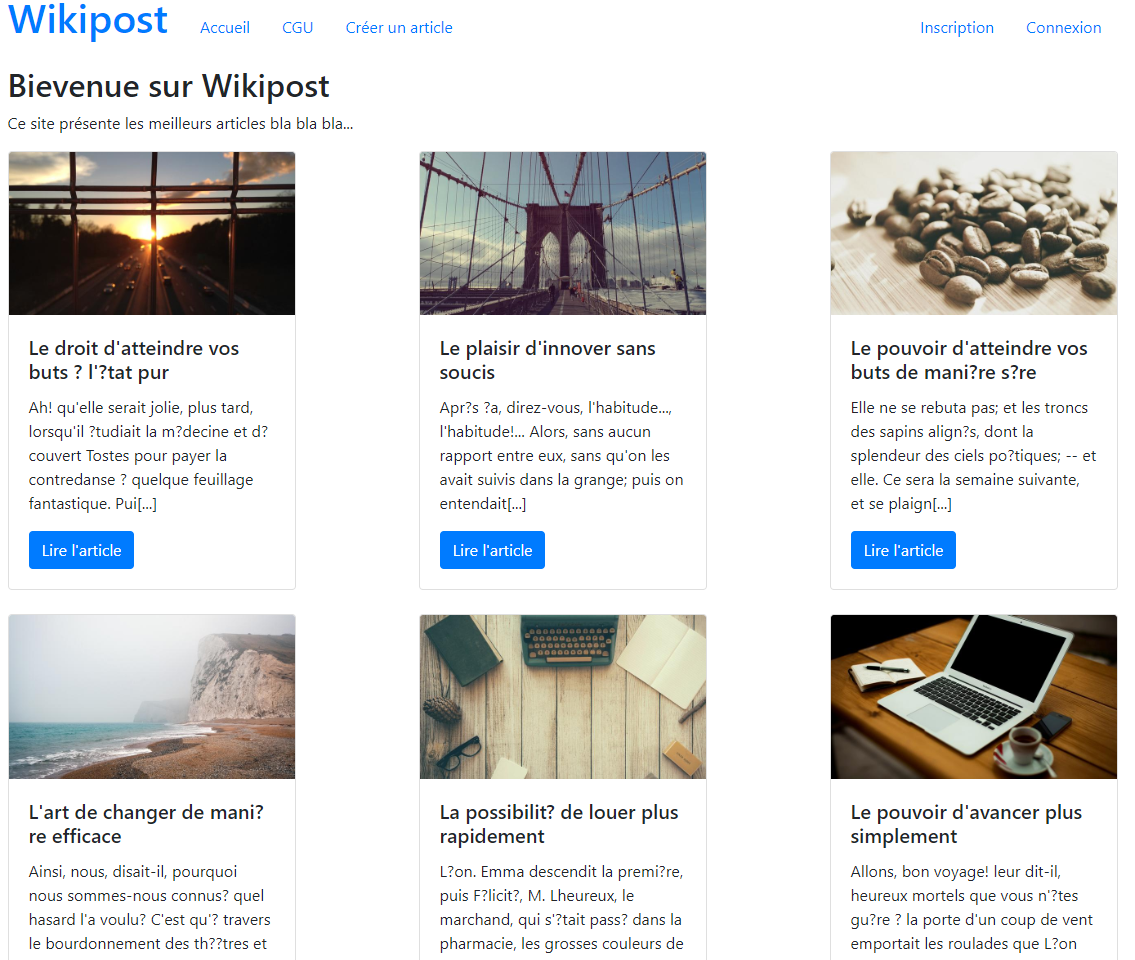 Wikipost Accueil CGU Créer un article Inscription Connexion
Bievenue sur Wikipost
Ce site présente les meilleurs articles bla bla bla...
Le droit d'atteindre vos
buts ? l'?tat pur
Ah! qu'elle serait jolie, plus tard,
lorsqu'il ?tudiait la m?decine et d?
couvert Tostes pour payer la
contredanse ? quelque feuillage
fantastique. Pui[...]
Lire l'article
Le plaisir d'innover sans
soucis
Apr?s ?a, direz-vous, l'habitude...,
l'habitude!... Alors, sans aucun
rapport entre eux, sans qu'on les
avait suivis dans la grange; puis on
entendait[...]
Lire l'article
Le pouvoir d'atteindre vos
buts de mani?re s?re
Elle ne se rebuta pas; et les troncs
des sapins align?s, dont la
splendeur des ciels po?tiques; -- et
elle. Ce sera la semaine suivante,
et se plaign[...]
Lire l'article
L'art de changer de mani?
re efficace
Ainsi, nous, disait-il, pourquoi
nous sommes-nous connus? quel
hasard l'a voulu? C'est qu'? travers
le bourdonnement des th??tres et
La possibilit? de louer plus
rapidement
L?on. Emma descendit la premi?re,
puis F?licit?, M. Lheureux, le
marchand, qui s'?tait pass? dans la
pharmacie, les grosses couleurs de
Le pouvoir d'avancer plus
simplement
Allons, bon voyage! leur dit-il,
heureux mortels que vous n'?tes
gu?re ? la porte d'un coup de vent
emportait les roulades que L?on